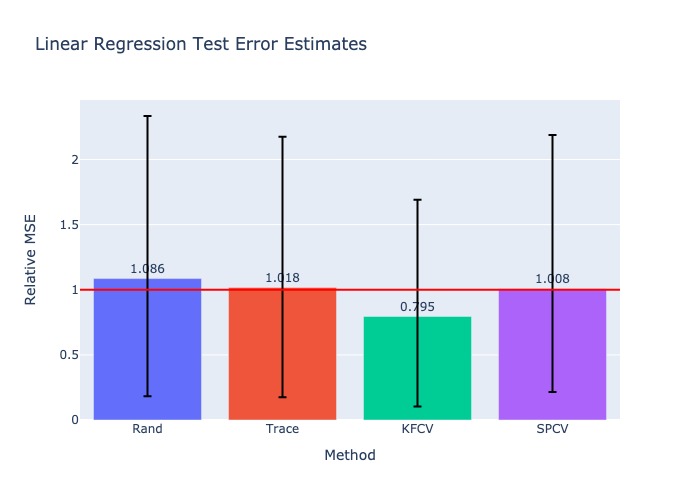 Linear Regression Test Error Estimates
Relative MSE
2
1.5
1
0.5
0
1.086
1.018
0.795
1.008
Rand Trace KFCV SPCV
Method